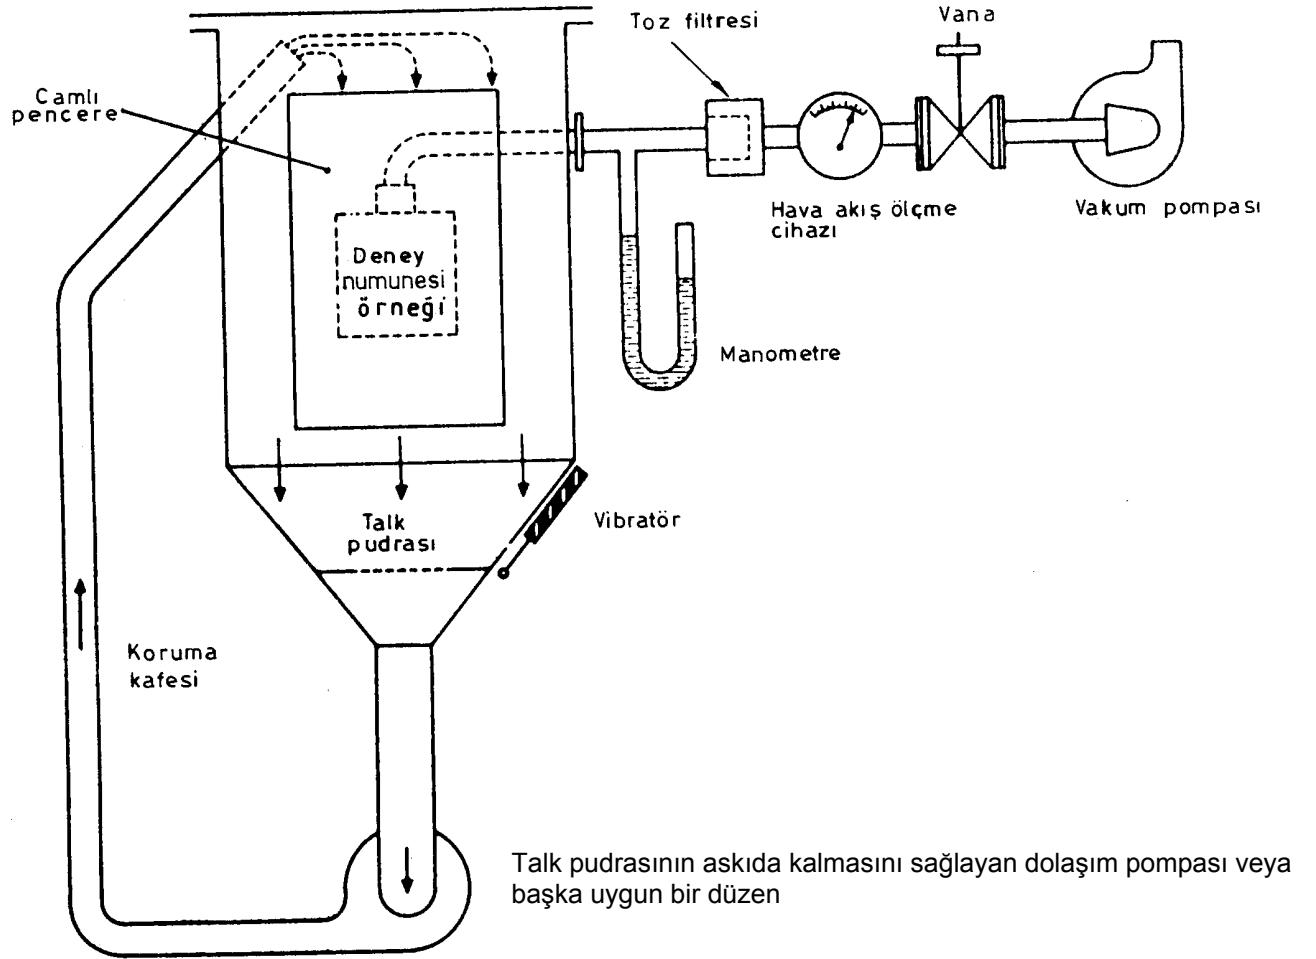 Toz filtresi
Vana
Camlı
pencere
Hava akış ölçme
cihazı
Vakum pompası
Deney
numunesi
örneği
Manometre
Talk
pudrası
Vibratör
Koruma
kafesi
Talk pudrasının askıda kalmasını sağlayan dolaşım pompası veya
başka uygun bir düzen